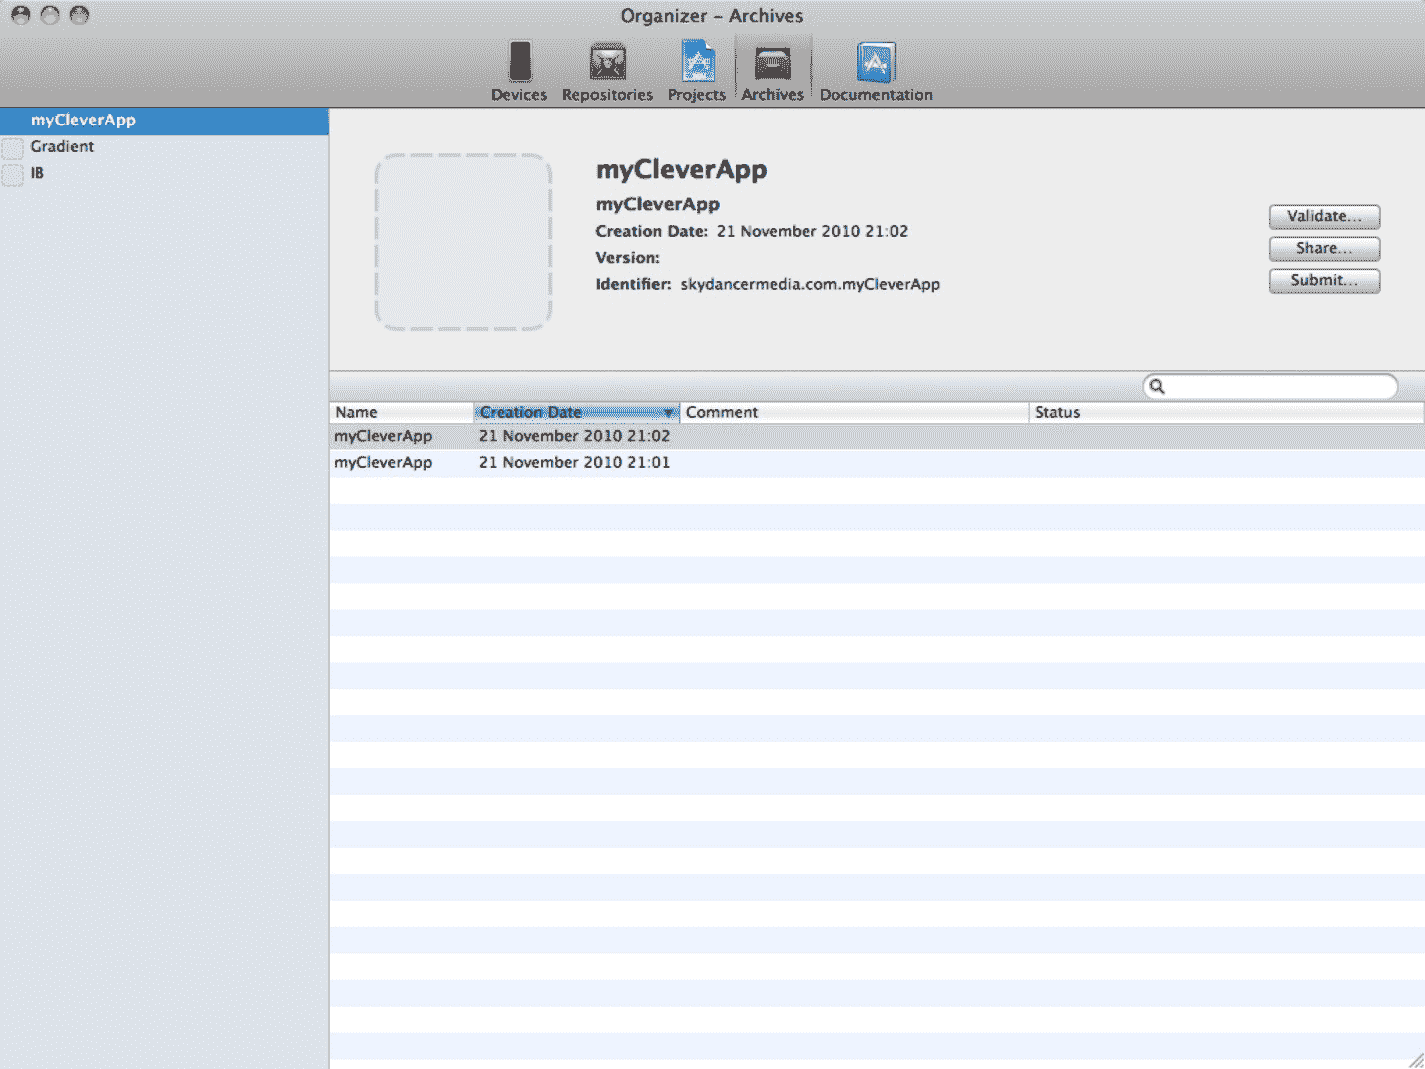 Organizer – Archives
Devices Repositories Projects Archives Documentation
myCleverApp
Gradient
IB
myCleverApp
myCleverApp
Creation Date: 21 November 2010 21:02
Version:
Identifier: skydancermedia.com.myCleverApp
Validate...
Share...
Submit...
Name Creation Date Comment Status
myCleverApp 21 November 2010 21:02
myCleverApp 21 November 2010 21:01